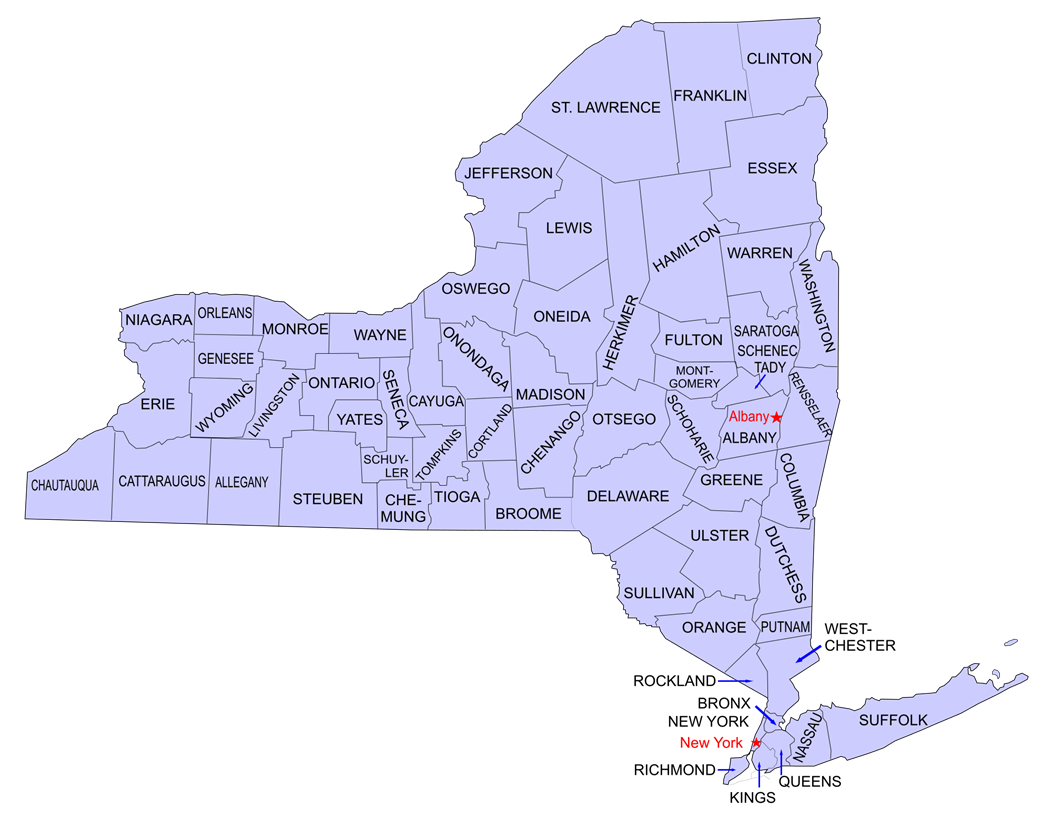 CLINTON
FRANKLIN
ST. LAWRENCE
ESSEX
JEFFERSON
LEWIS
HAMILTON
WARREN
WASHINGTON
OSWEGO
ONEIDA
HERKIMER
NIAGARA
ORLEANS
MONROE
WAYNE
ONONDAGA
FULTON
SARATOGA
SCHENEC
TADY
GENESEE
MONT-
GOMERY
ONTARIO
SENECA
CAYUGA
MADISON
RENSSELAER
ERIE
WYOMING
LIVINGSTON
YATES
CORTLAND
CHENANGO
OTSEGO
SCHOHARIE
Albany
ALBANY
SCHUY-
LER
TOMPKINS
CHAUTAUQUA
CATTARAUGUS
ALLEGANY
STEUBEN
CHE-
MUNG
TIOGA
BROOME
DELAWARE
GREENE
COLUMBIA
ULSTER
DUTCHESS
SULLIVAN
ORANGE
PUTNAM
WEST-
CHESTER
ROCKLAND
BRONX
NEW YORK
New York
NASSAU
SUFFOLK
RICHMOND
QUEENS
KINGS